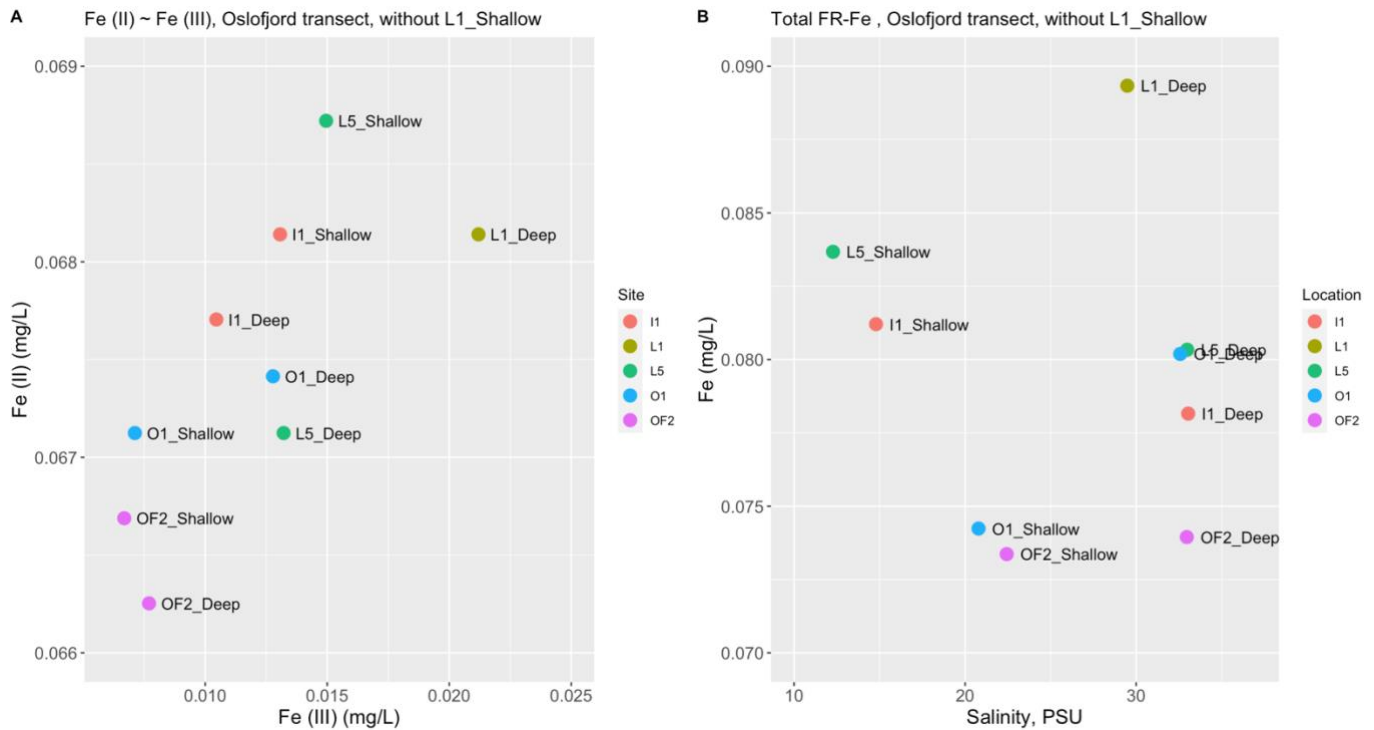 A
Fe (II) ~ Fe (III), Oslofjord transect, without L1_Shallow
0.069
0.068
0.067
0.066
Fe (II) (mg/L)
L5_Shallow
I1_Shallow
L1_Deep
I1_Deep
O1_Deep
O1_Shallow
L5_Deep
OF2_Shallow
OF2_Deep
0.010
0.015
0.020
0.025
Fe (III) (mg/L)
Site
I1
L1
L5
O1
OF2
B
Total FR-Fe , Oslofjord transect, without L1_Shallow
0.090
0.085
0.080
0.075
0.070
Fe (mg/L)
L1_Deep
L5_Shallow
I1_Shallow
L5_Deep
O1_Deep
I1_Deep
O1_Shallow
OF2_Deep
OF2_Shallow
10
20
30
Salinity, PSU
Location
I1
L1
L5
O1
OF2